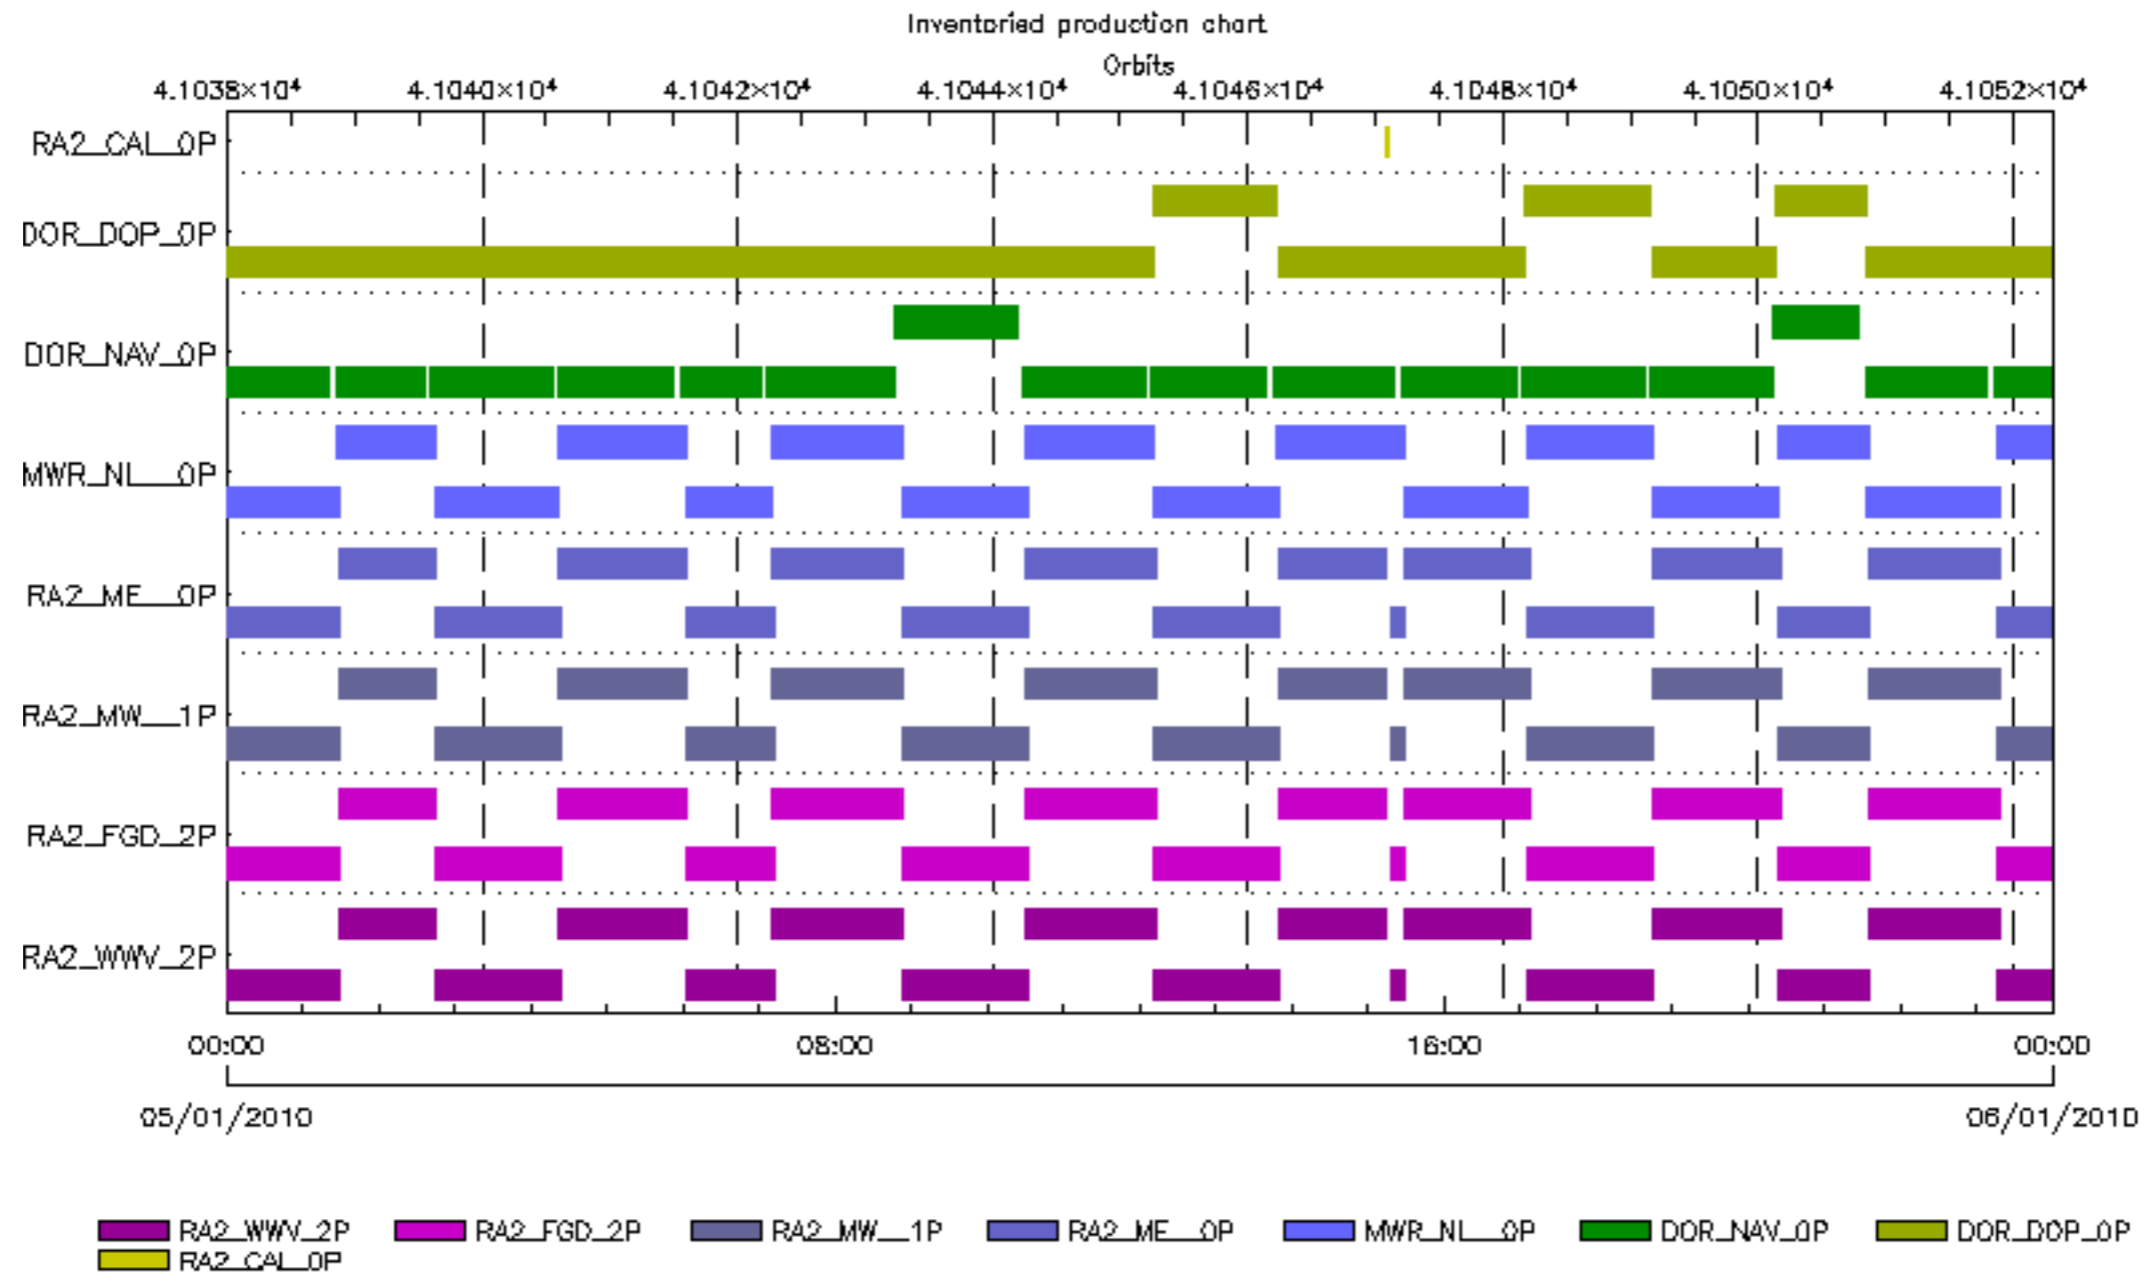 Inventoried production chart
Orbits
4.1038×10⁴ 4.1040×10⁴ 4.1042×10⁴ 4.1044×10⁴ 4.1046×10⁴ 4.1048×10⁴ 4.1050×10⁴ 4.1052×10⁴
RA2_CAL_0P
DOR_DOP_0P
DOR_NAV_0P
MWR_NL__0P
RA2_ME__0P
RA2_MW__1P
RA2_FGD_2P
RA2_WWV_2P
00:00 08:00 16:00 00:00
05/01/2010 06/01/2010
RA2_WWV_2P RA2_FGD_2P RA2_MW__1P RA2_ME__0P MWR_NL__0P DOR_NAV_0P DOR_DOP_0P
RA2_CAL_0P